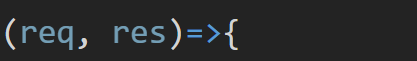 (req, res)=>{